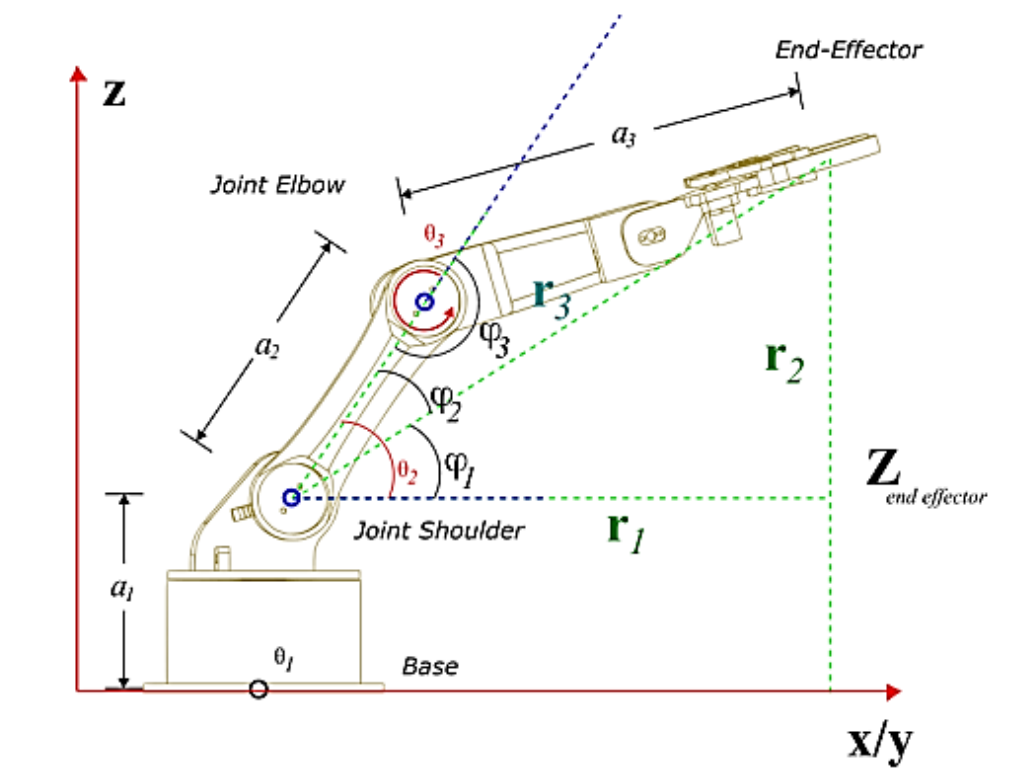 End-Effector
z
a3
Joint Elbow
θ3
r3
φ3
a2
r2
φ2
φ1
θ2
Z
end effector
Joint Shoulder
r1
a1
θ1
Base
x/y